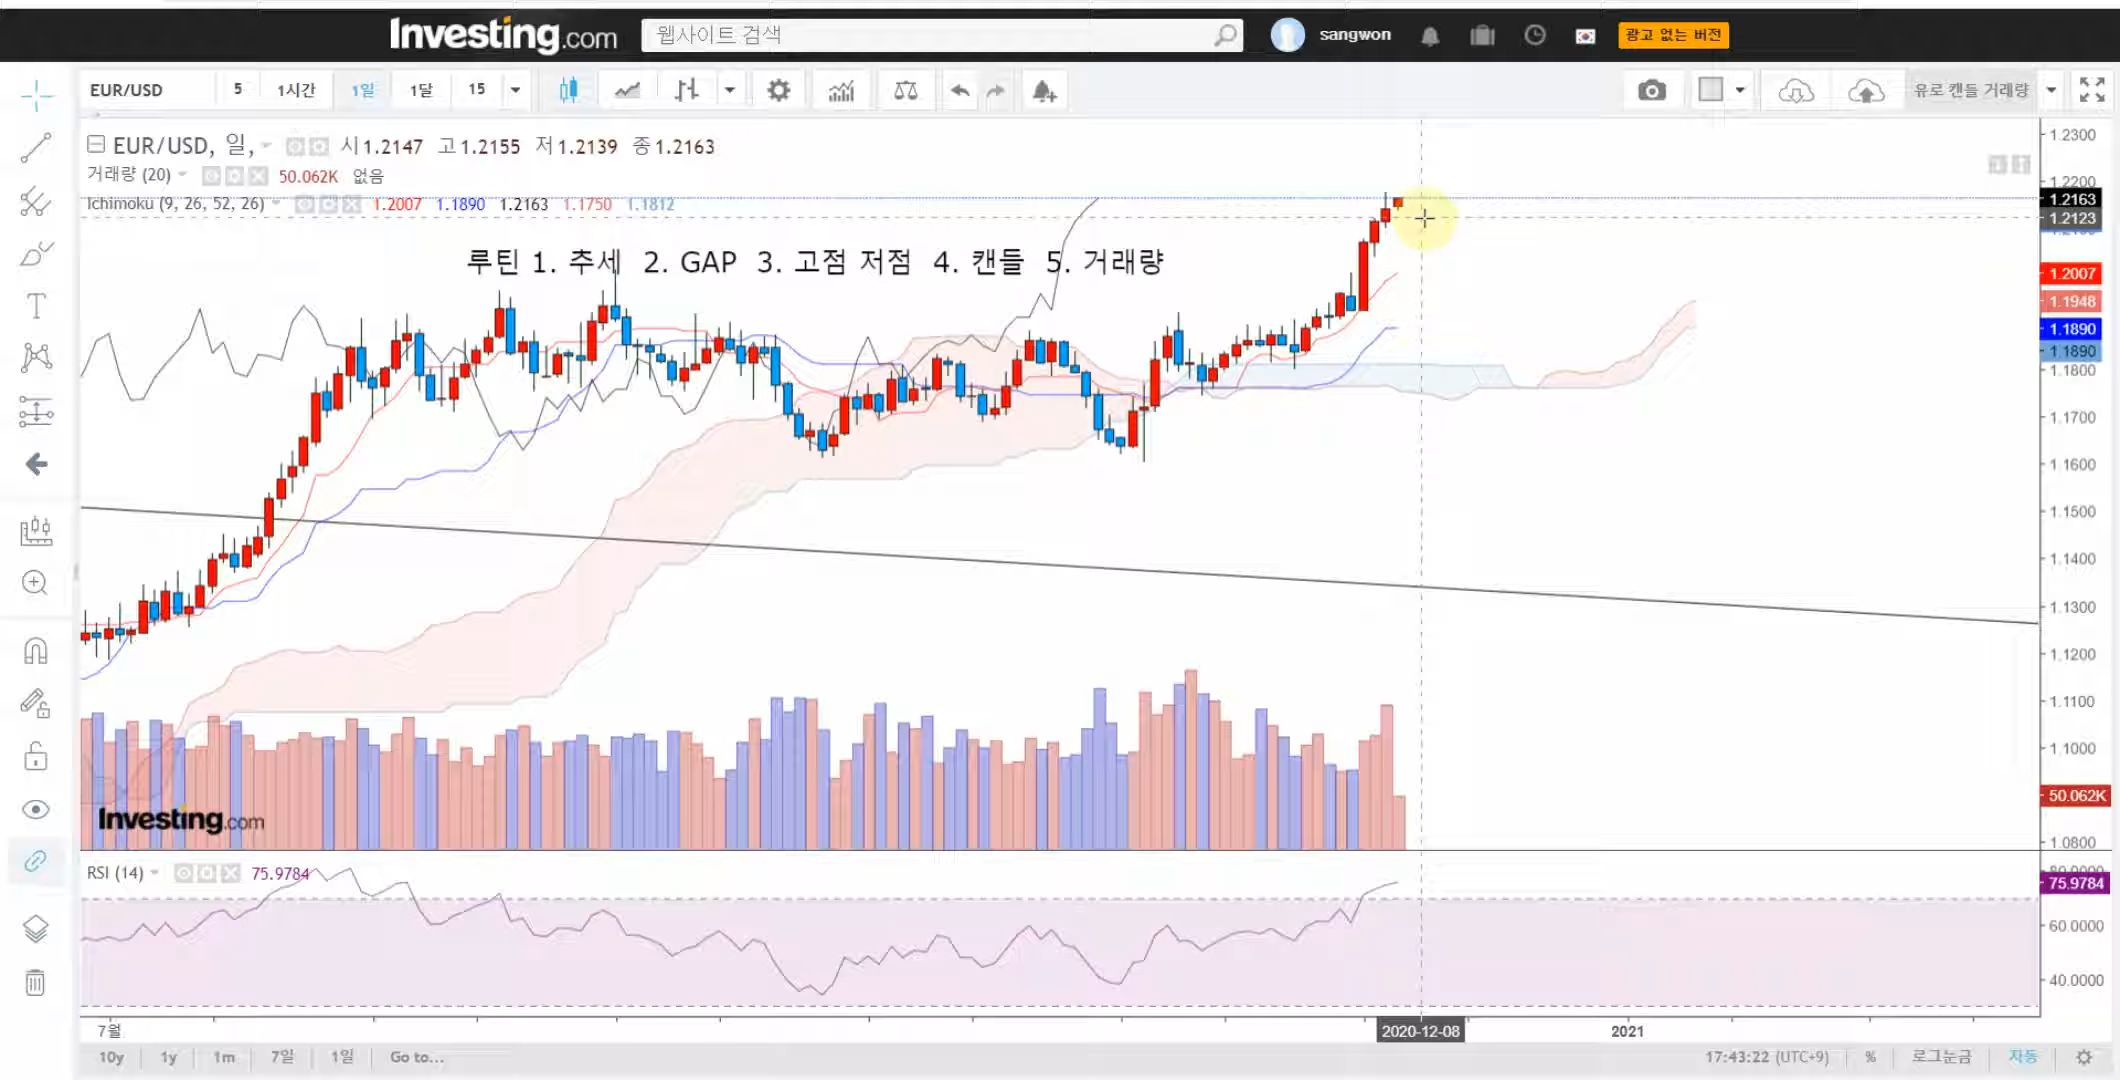 Investing.com 웹사이트 검색 sangwon 광고 없는 버전
EUR/USD 5 1시간 1일 1달 15 유로 캔들 거래량
EUR/USD, 일, 시1.2147 고1.2155 저1.2139 종1.2163
거래량 (20) 50.062K 없음
Ichimoku (9, 26, 52, 26) 1.2007 1.1890 1.2163 1.1750 1.1812
루틴 1. 추세 2. GAP 3. 고점 저점 4. 캔들 5. 거래량
1.2300
1.2200
1.2163
1.2123
1.2007
1.1948
1.1890
1.1890
1.1800
1.1700
1.1600
1.1500
1.1400
1.1300
1.1200
1.1100
1.1000
50.062K
1.0800
Investing.com
RSI (14) 75.9784
80.0000
75.9784
60.0000
40.0000
7월 2020-12-08 2021
10y 1y 1m 7일 1일 Go to... 17:43:22 (UTC+9) % 로그눈금 자동